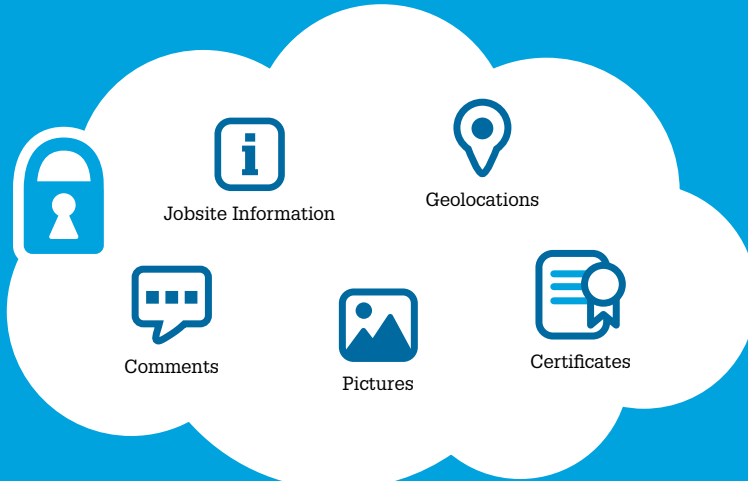 Jobsite Information
Geolocations
Comments
Pictures
Certificates